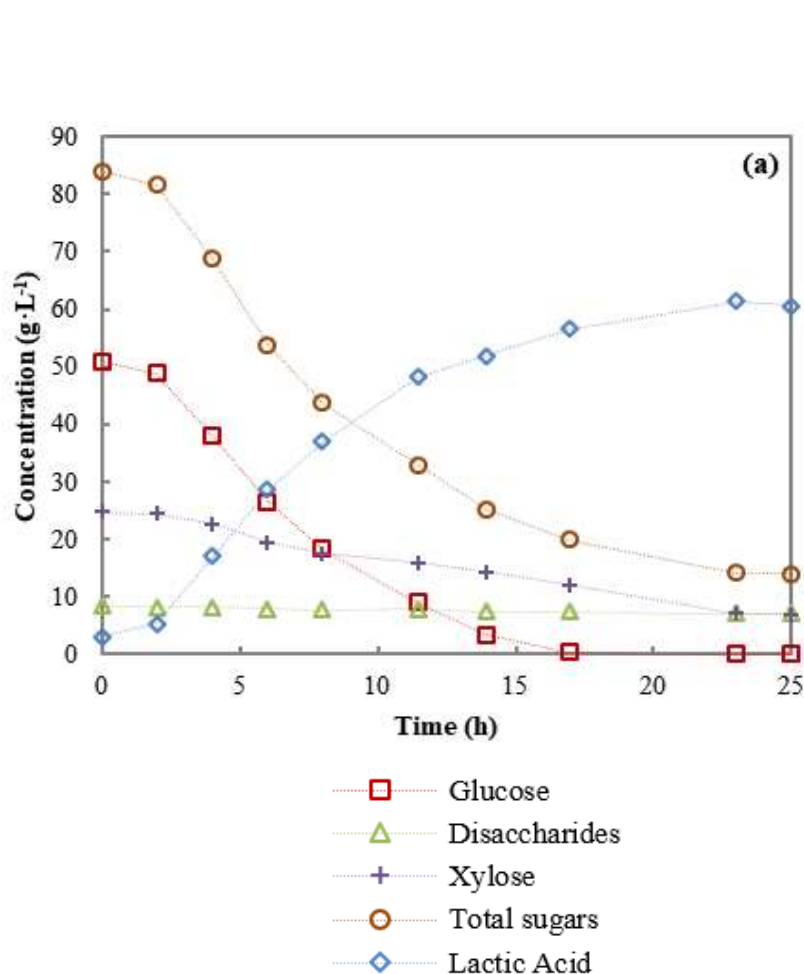 90
(a)
80
70
60
50
40
30
20
10
0
Concentration (g·L⁻¹)
0 5 10 15 20 25
Time (h)
Glucose
Disaccharides
Xylose
Total sugars
Lactic Acid